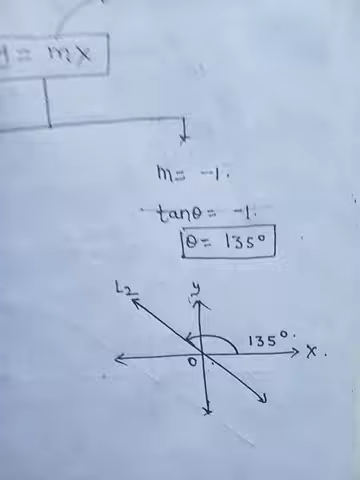 = mx
m= -1.
tanθ= -1.
θ= 135°
L2
y
135°.
O
X.